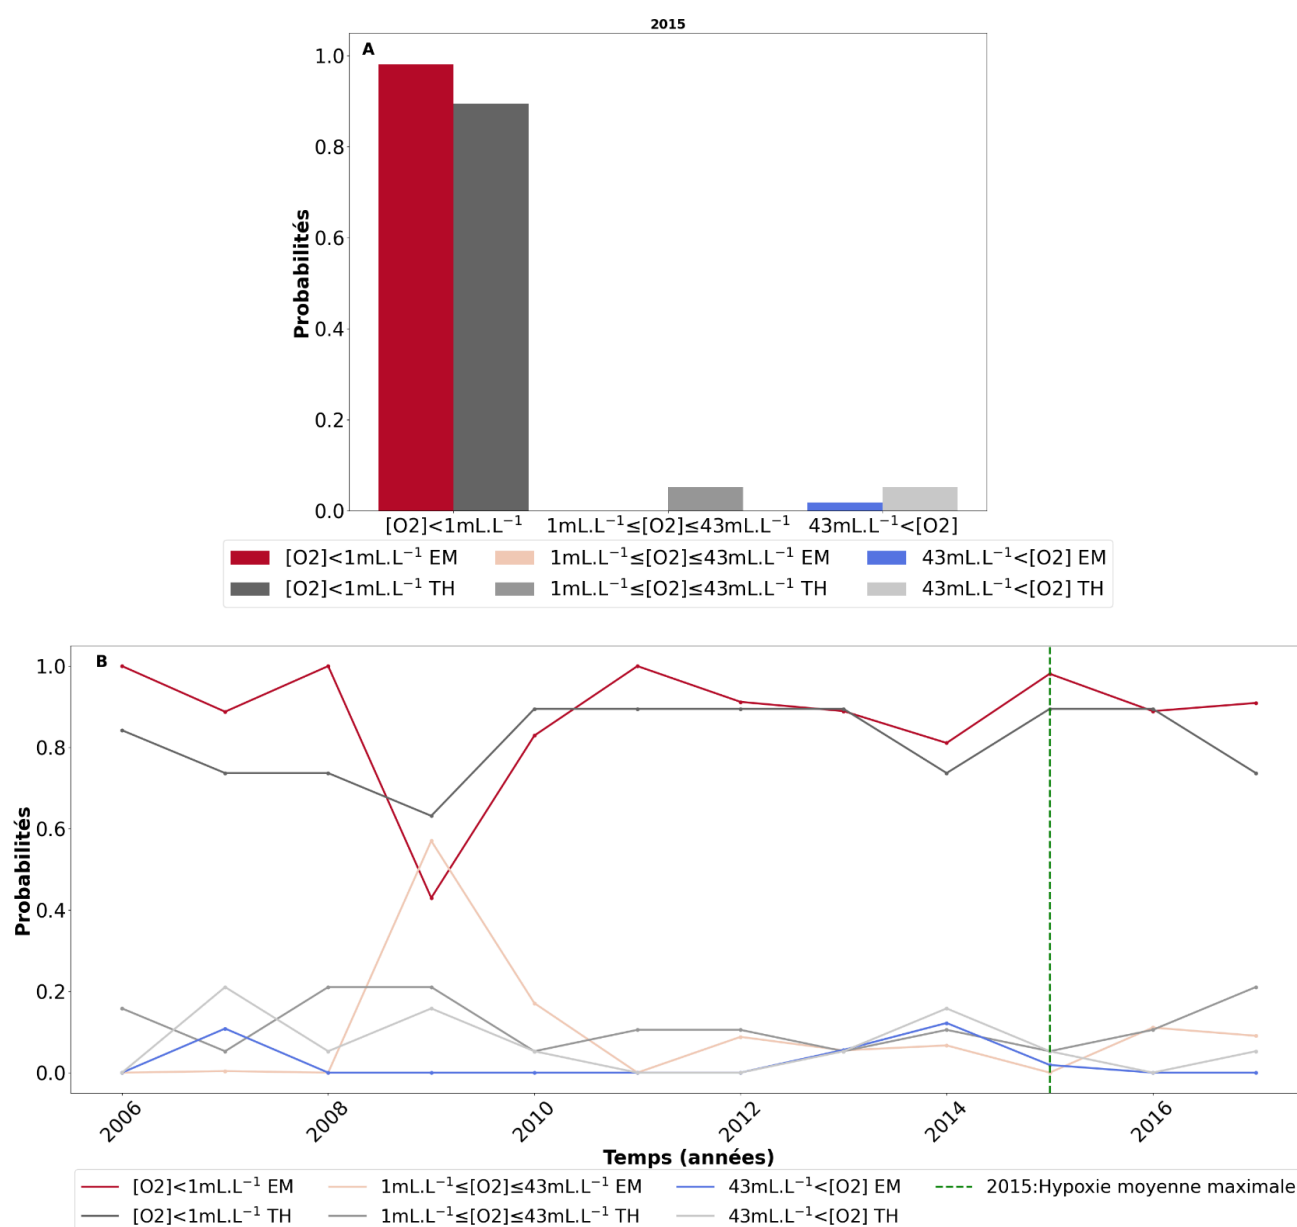 2015
A
1.0
0.8
0.6
0.4
0.2
0.0
Probabilités
[O2]<1mL.L⁻¹ 1mL.L⁻¹≤[O2]≤43mL.L⁻¹ 43mL.L⁻¹<[O2]
[O2]<1mL.L⁻¹ EM 1mL.L⁻¹≤[O2]≤43mL.L⁻¹ EM 43mL.L⁻¹<[O2] EM
[O2]<1mL.L⁻¹ TH 1mL.L⁻¹≤[O2]≤43mL.L⁻¹ TH 43mL.L⁻¹<[O2] TH
B
1.0
0.8
0.6
0.4
0.2
0.0
Probabilités
2006 2008 2010 2012 2014 2016
Temps (années)
[O2]<1mL.L⁻¹ EM 1mL.L⁻¹≤[O2]≤43mL.L⁻¹ EM 43mL.L⁻¹<[O2] EM 2015:Hypoxie moyenne maximale
[O2]<1mL.L⁻¹ TH 1mL.L⁻¹≤[O2]≤43mL.L⁻¹ TH 43mL.L⁻¹<[O2] TH